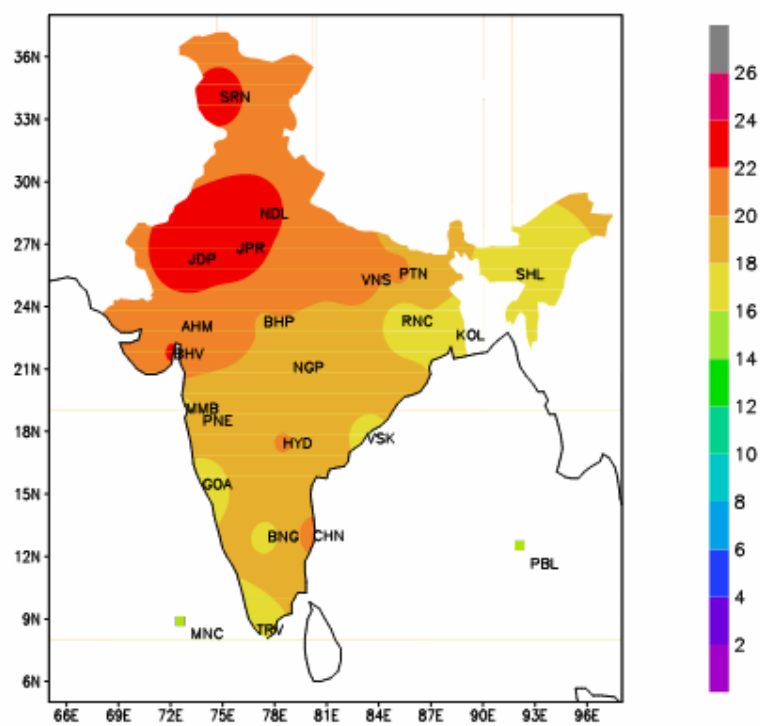 36N
26
SRN
33N
24
22
30N
NDL
20
27N
JPR
JDP
PTN
SHL
VNS
18
24N
AHM
BHP
RNC
16
KOL
BHV
21N
NGP
14
MMB
PNE
12
18N
HYD
VSK
10
GOA
15N
8
BNG
CHN
12N
PBL
6
9N
4
MNC
TRV
2
6N
66E 69E 72E 75E 78E 81E 84E 87E 90E 93E 96E